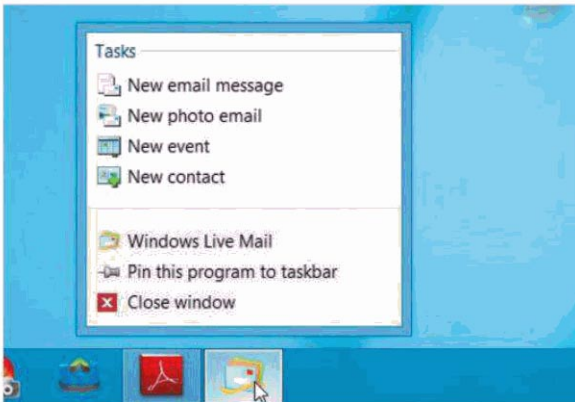 Tasks
New email message
New photo email
New event
New contact
Windows Live Mail
Pin this program to taskbar
Close window